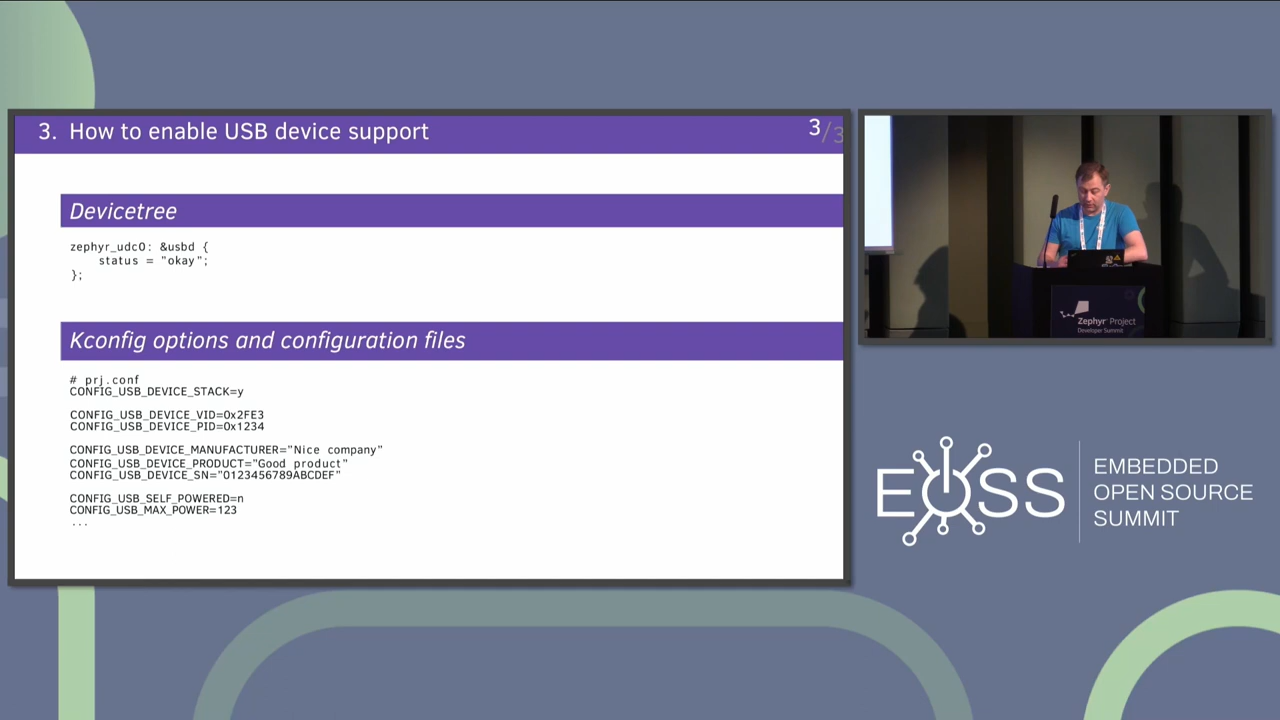 3. How to enable USB device support
3/3
Devicetree
zephyr_udc0: &usbd {
    status = "okay";
};
Kconfig options and configuration files
# prj.conf
CONFIG_USB_DEVICE_STACK=y
CONFIG_USB_DEVICE_VID=0x2FE3
CONFIG_USB_DEVICE_PID=0x1234
CONFIG_USB_DEVICE_MANUFACTURER="Nice company"
CONFIG_USB_DEVICE_PRODUCT="Good product"
CONFIG_USB_DEVICE_SN="0123456789ABCDEF"
CONFIG_USB_SELF_POWERED=n
CONFIG_USB_MAX_POWER=123
...
Zephyr Project
Developer Summit
EOSS
EMBEDDED
OPEN SOURCE
SUMMIT